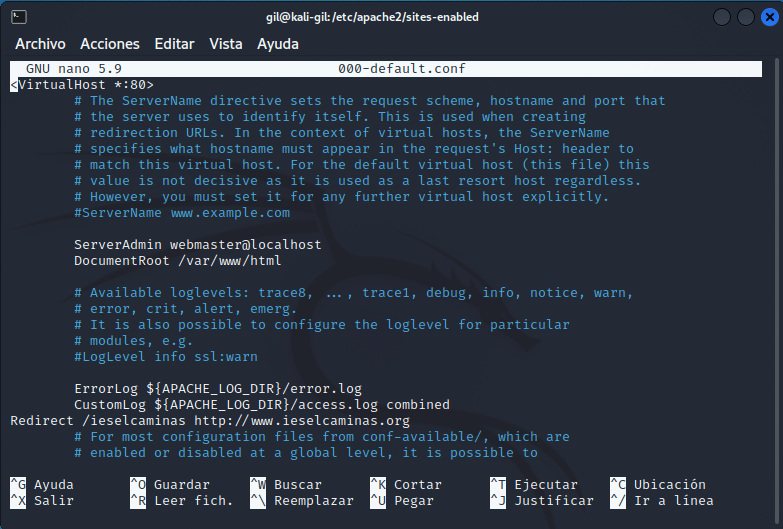 gil@kali-gil:/etc/apache2/sites-enabled
Archivo Acciones Editar Vista Ayuda
GNU nano 5.9 000-default.conf
<VirtualHost *:80>
# The ServerName directive sets the request scheme, hostname and port that
# the server uses to identify itself. This is used when creating
# redirection URLs. In the context of virtual hosts, the ServerName
# specifies what hostname must appear in the request's Host: header to
# match this virtual host. For the default virtual host (this file) this
# value is not decisive as it is used as a last resort host regardless.
# However, you must set it for any further virtual host explicitly.
#ServerName www.example.com
ServerAdmin webmaster@localhost
DocumentRoot /var/www/html
# Available loglevels: trace8, ..., trace1, debug, info, notice, warn,
# error, crit, alert, emerg.
# It is also possible to configure the loglevel for particular
# modules, e.g.
#LogLevel info ssl:warn
ErrorLog ${APACHE_LOG_DIR}/error.log
CustomLog ${APACHE_LOG_DIR}/access.log combined
Redirect /ieselcaminas http://www.ieselcaminas.org
# For most configuration files from conf-available/, which are
# enabled or disabled at a global level, it is possible to
^G Ayuda ^O Guardar ^W Buscar ^K Cortar ^T Ejecutar ^C Ubicación
^X Salir ^R Leer fich. ^\ Reemplazar ^U Pegar ^J Justificar ^/ Ir a línea